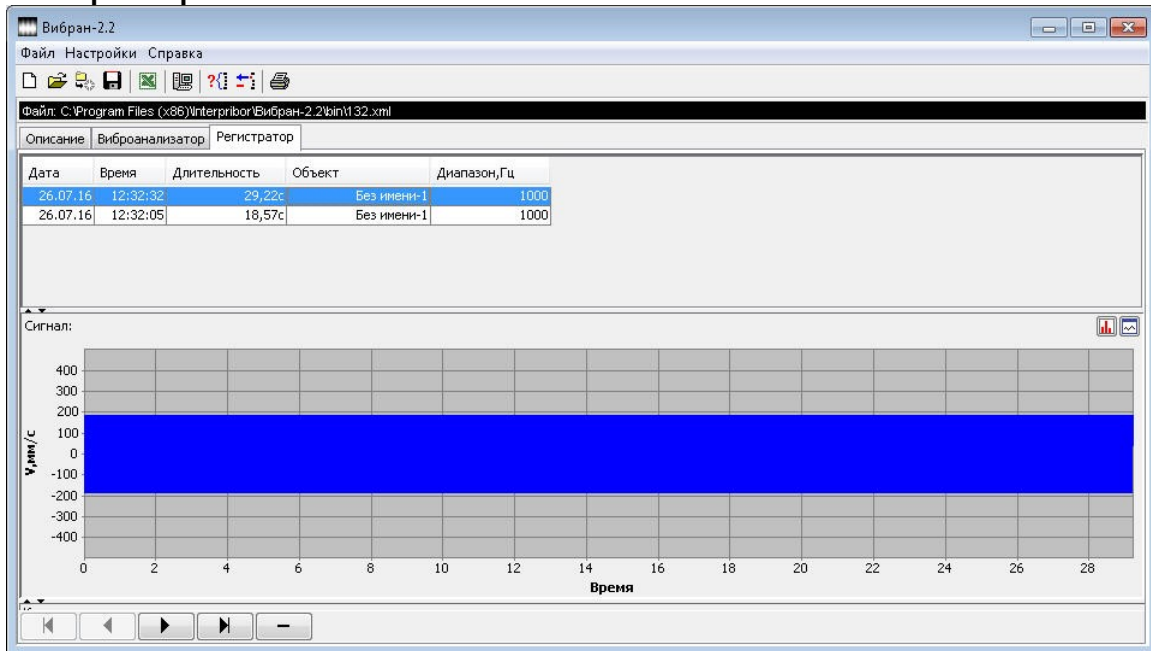 Вибран-2.2
Файл Настройки Справка
Файл: C:\Program Files (x86)\Interpribor\Вибран-2.2\bin\132.xml
Описание Виброанализатор Регистратор
Дата Время Длительность Объект Диапазон,Гц
26.07.16 12:32:32 29,22с Без имени-1 1000
26.07.16 12:32:05 18,57с Без имени-1 1000
Сигнал:
400
300
200
100
0
-100
-200
-300
-400
V,мм/с
0 2 4 6 8 10 12 14 16 18 20 22 24 26 28
Время